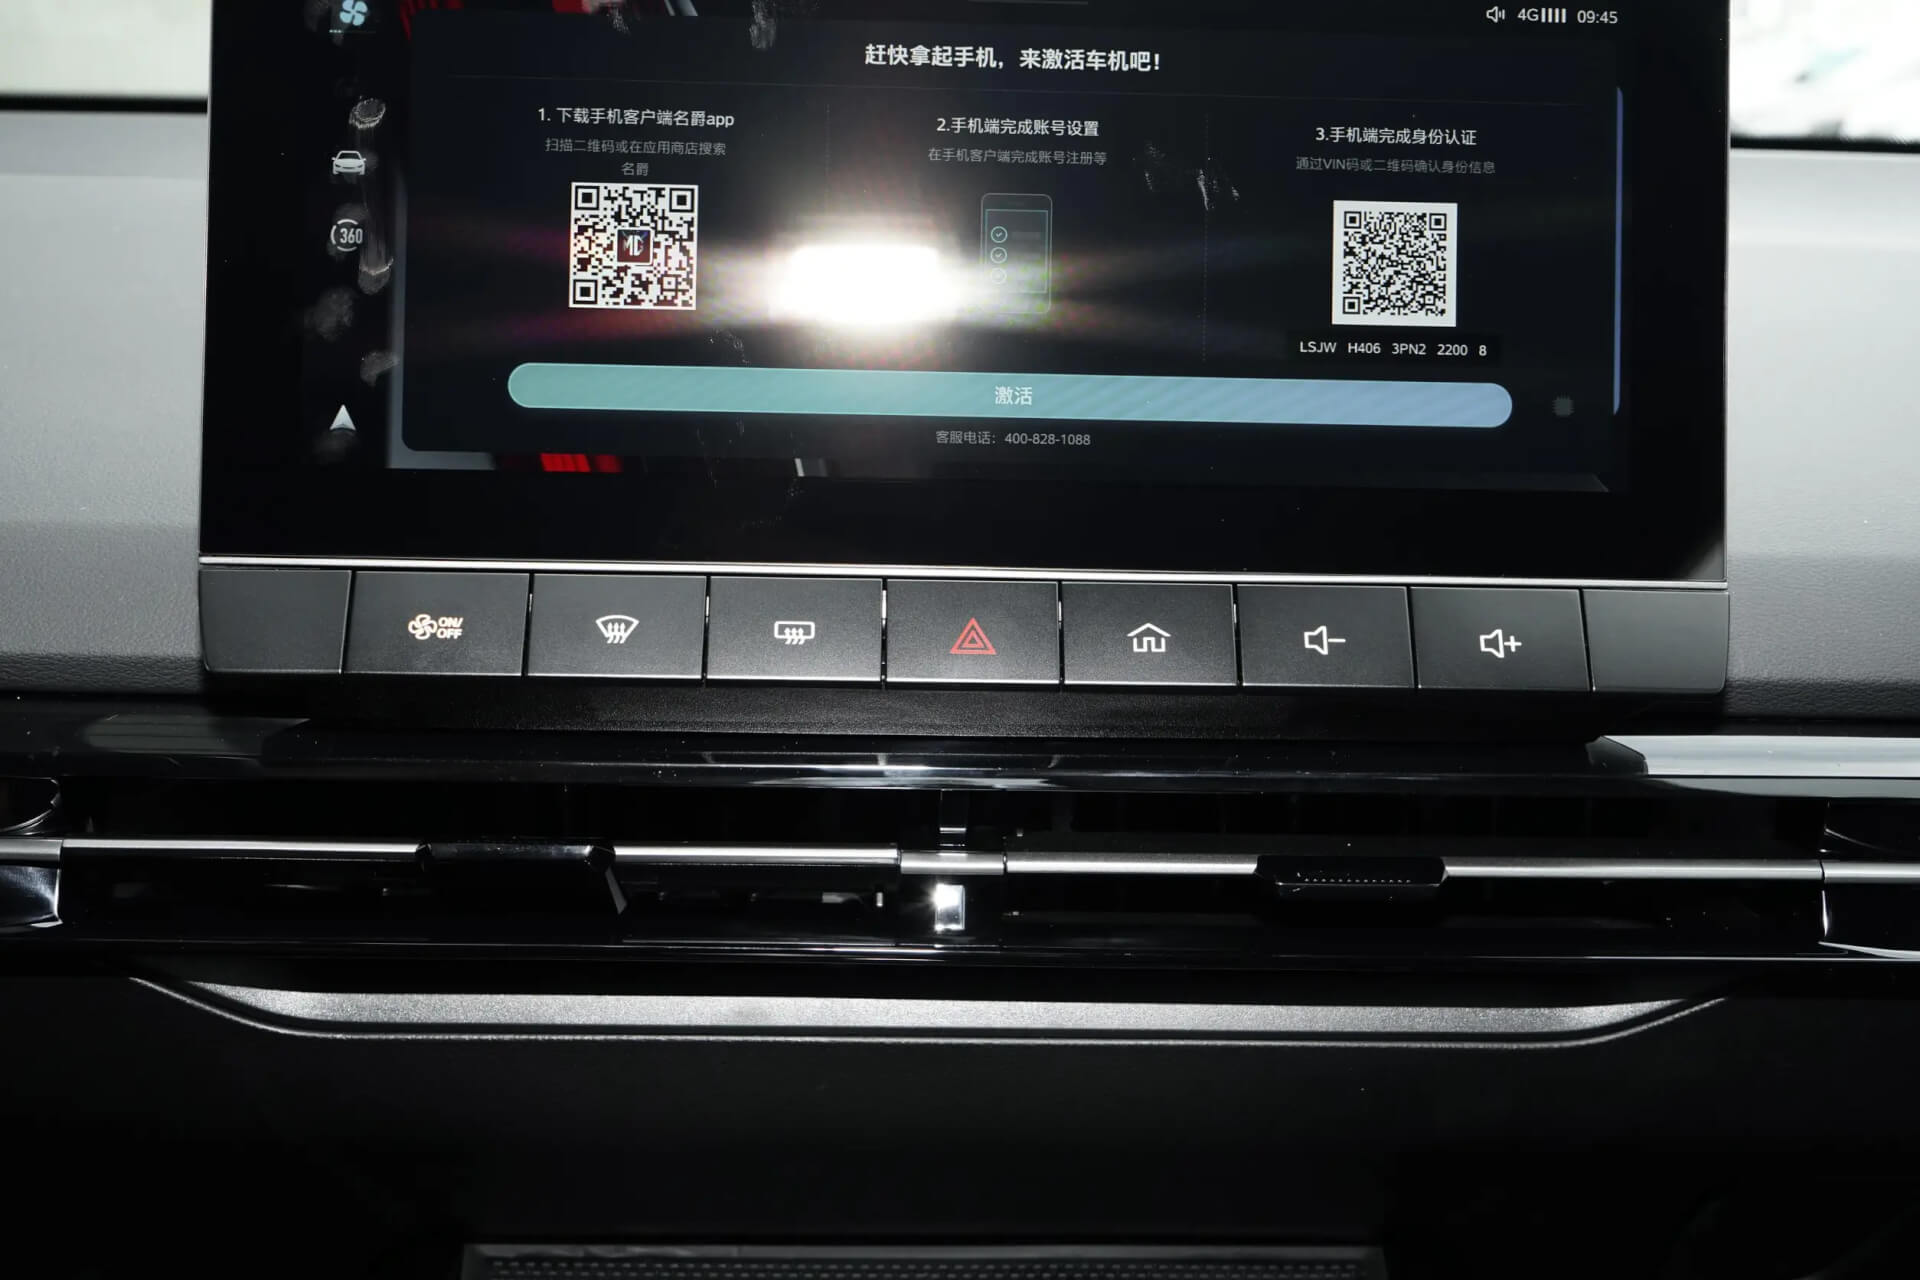 4G 09:45
赶快拿起手机，来激活车机吧！
1. 下载手机客户端名爵app
扫描二维码或在应用商店搜索
名爵
2.手机端完成账号设置
在手机客户端完成账号注册等
3.手机端完成身份认证
通过VIN码或二维码确认身份信息
360
MG
LSJW H406 3PN2 2200 8
激活
客服电话：400-828-1088
ON/
OFF